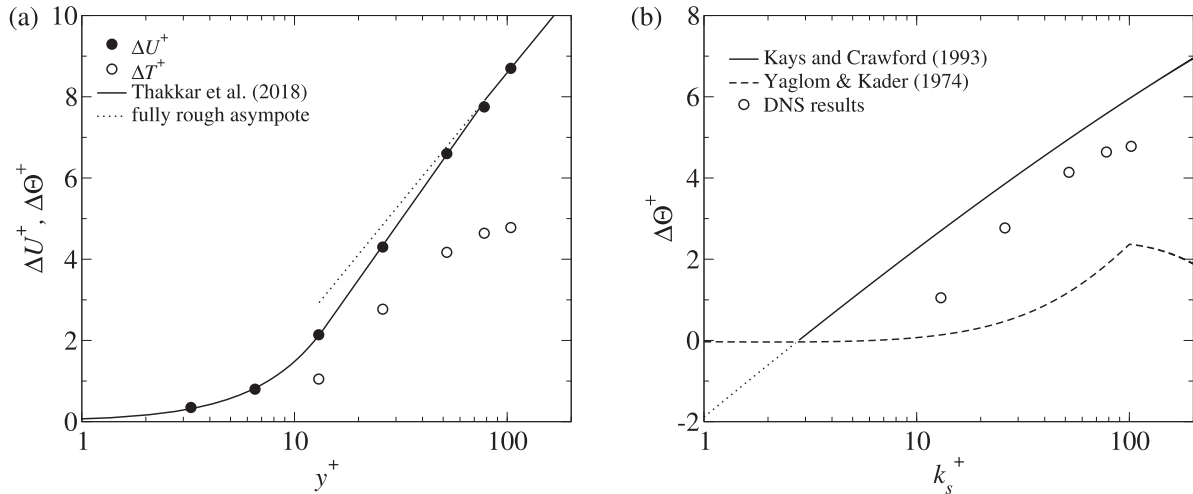 (a)
10
8
6
4
2
0
ΔU⁺, ΔΘ⁺
ΔU⁺
ΔT⁺
Thakkar et al. (2018)
fully rough asympote
1
10
100
y⁺
(b)
8
6
4
2
0
-2
ΔΘ⁺
Kays and Crawford (1993)
Yaglom & Kader (1974)
DNS results
1
10
100
kₛ⁺